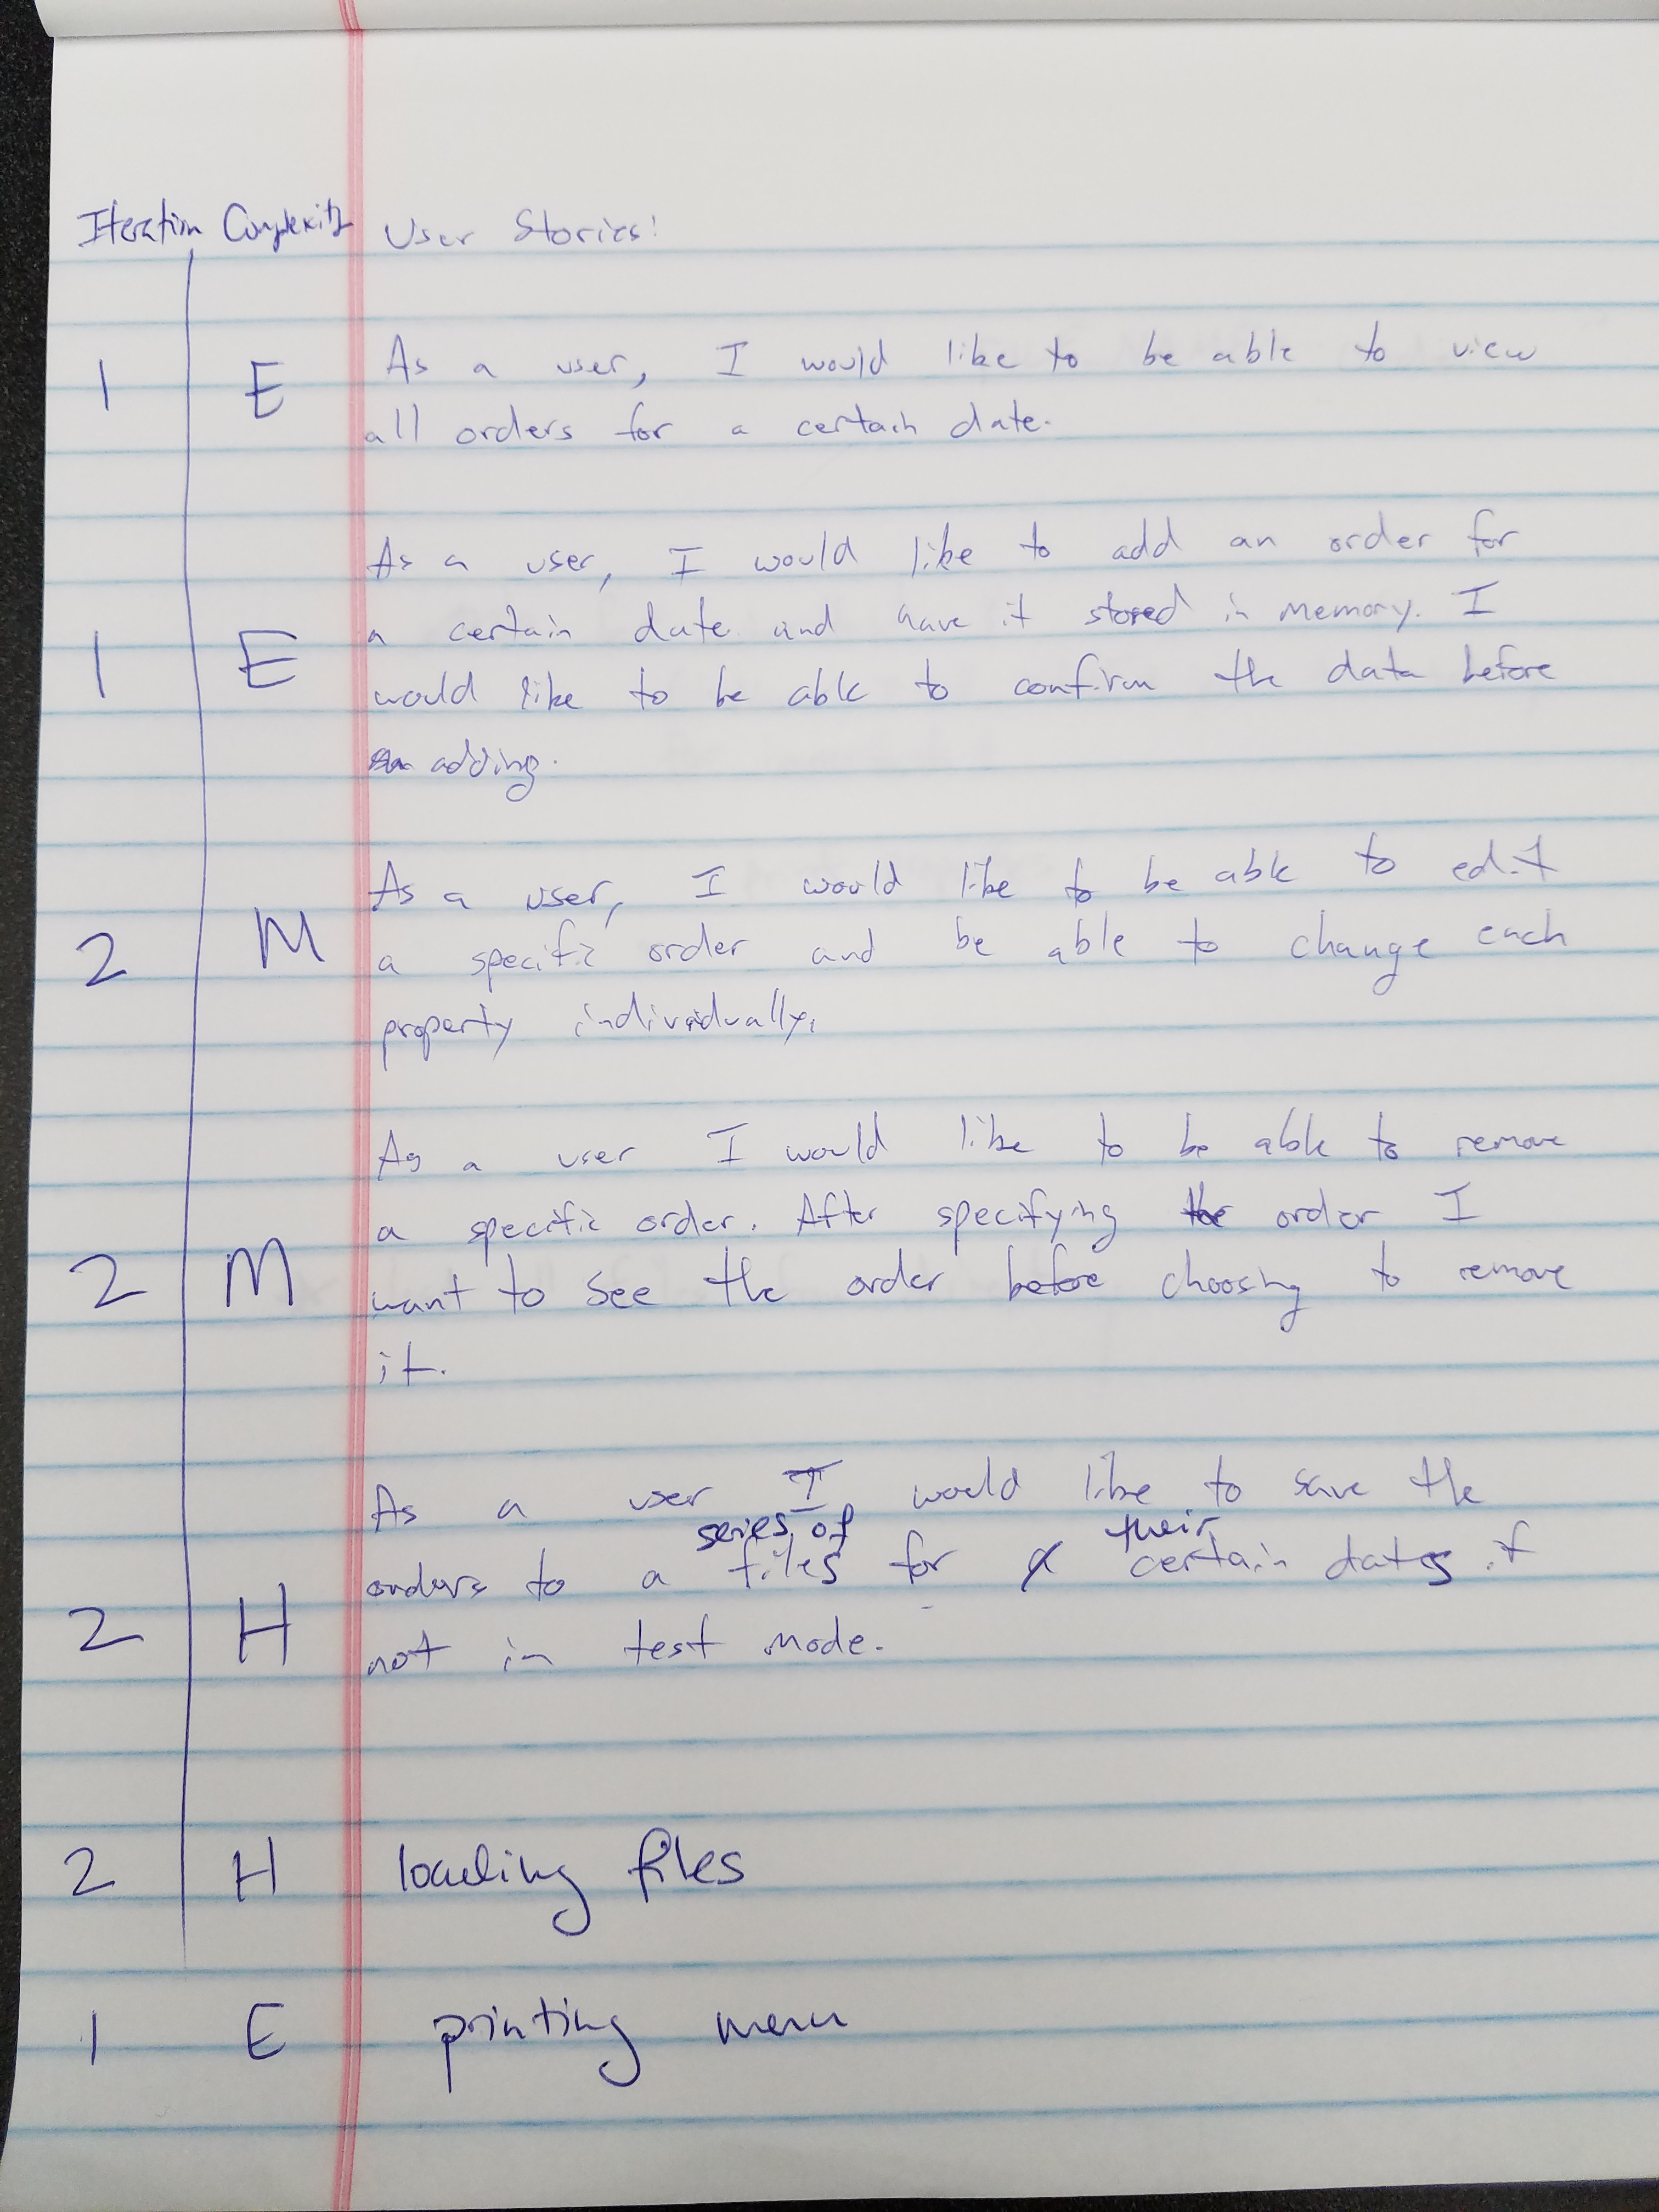 Iteration Complexity User Stories:
As a user, I would like to be able to view
1 E all orders for a certain date.
As a user, I would like to add an order for
a certain date and have it stored in memory. I
1 E would like to be able to confirm the data before
adding.
As a user, I would like to be able to edit
2 M a specific order and be able to change each
property individually.
As a user I would like to be able to remove
a specific order. After specifying the order I
2 M want to see the order before choosing to remove
it.
As a user I would like to save the
series of their
orders to a files for a certain dates if
2 H not in test mode.
2 H loading files
1 E printing menu